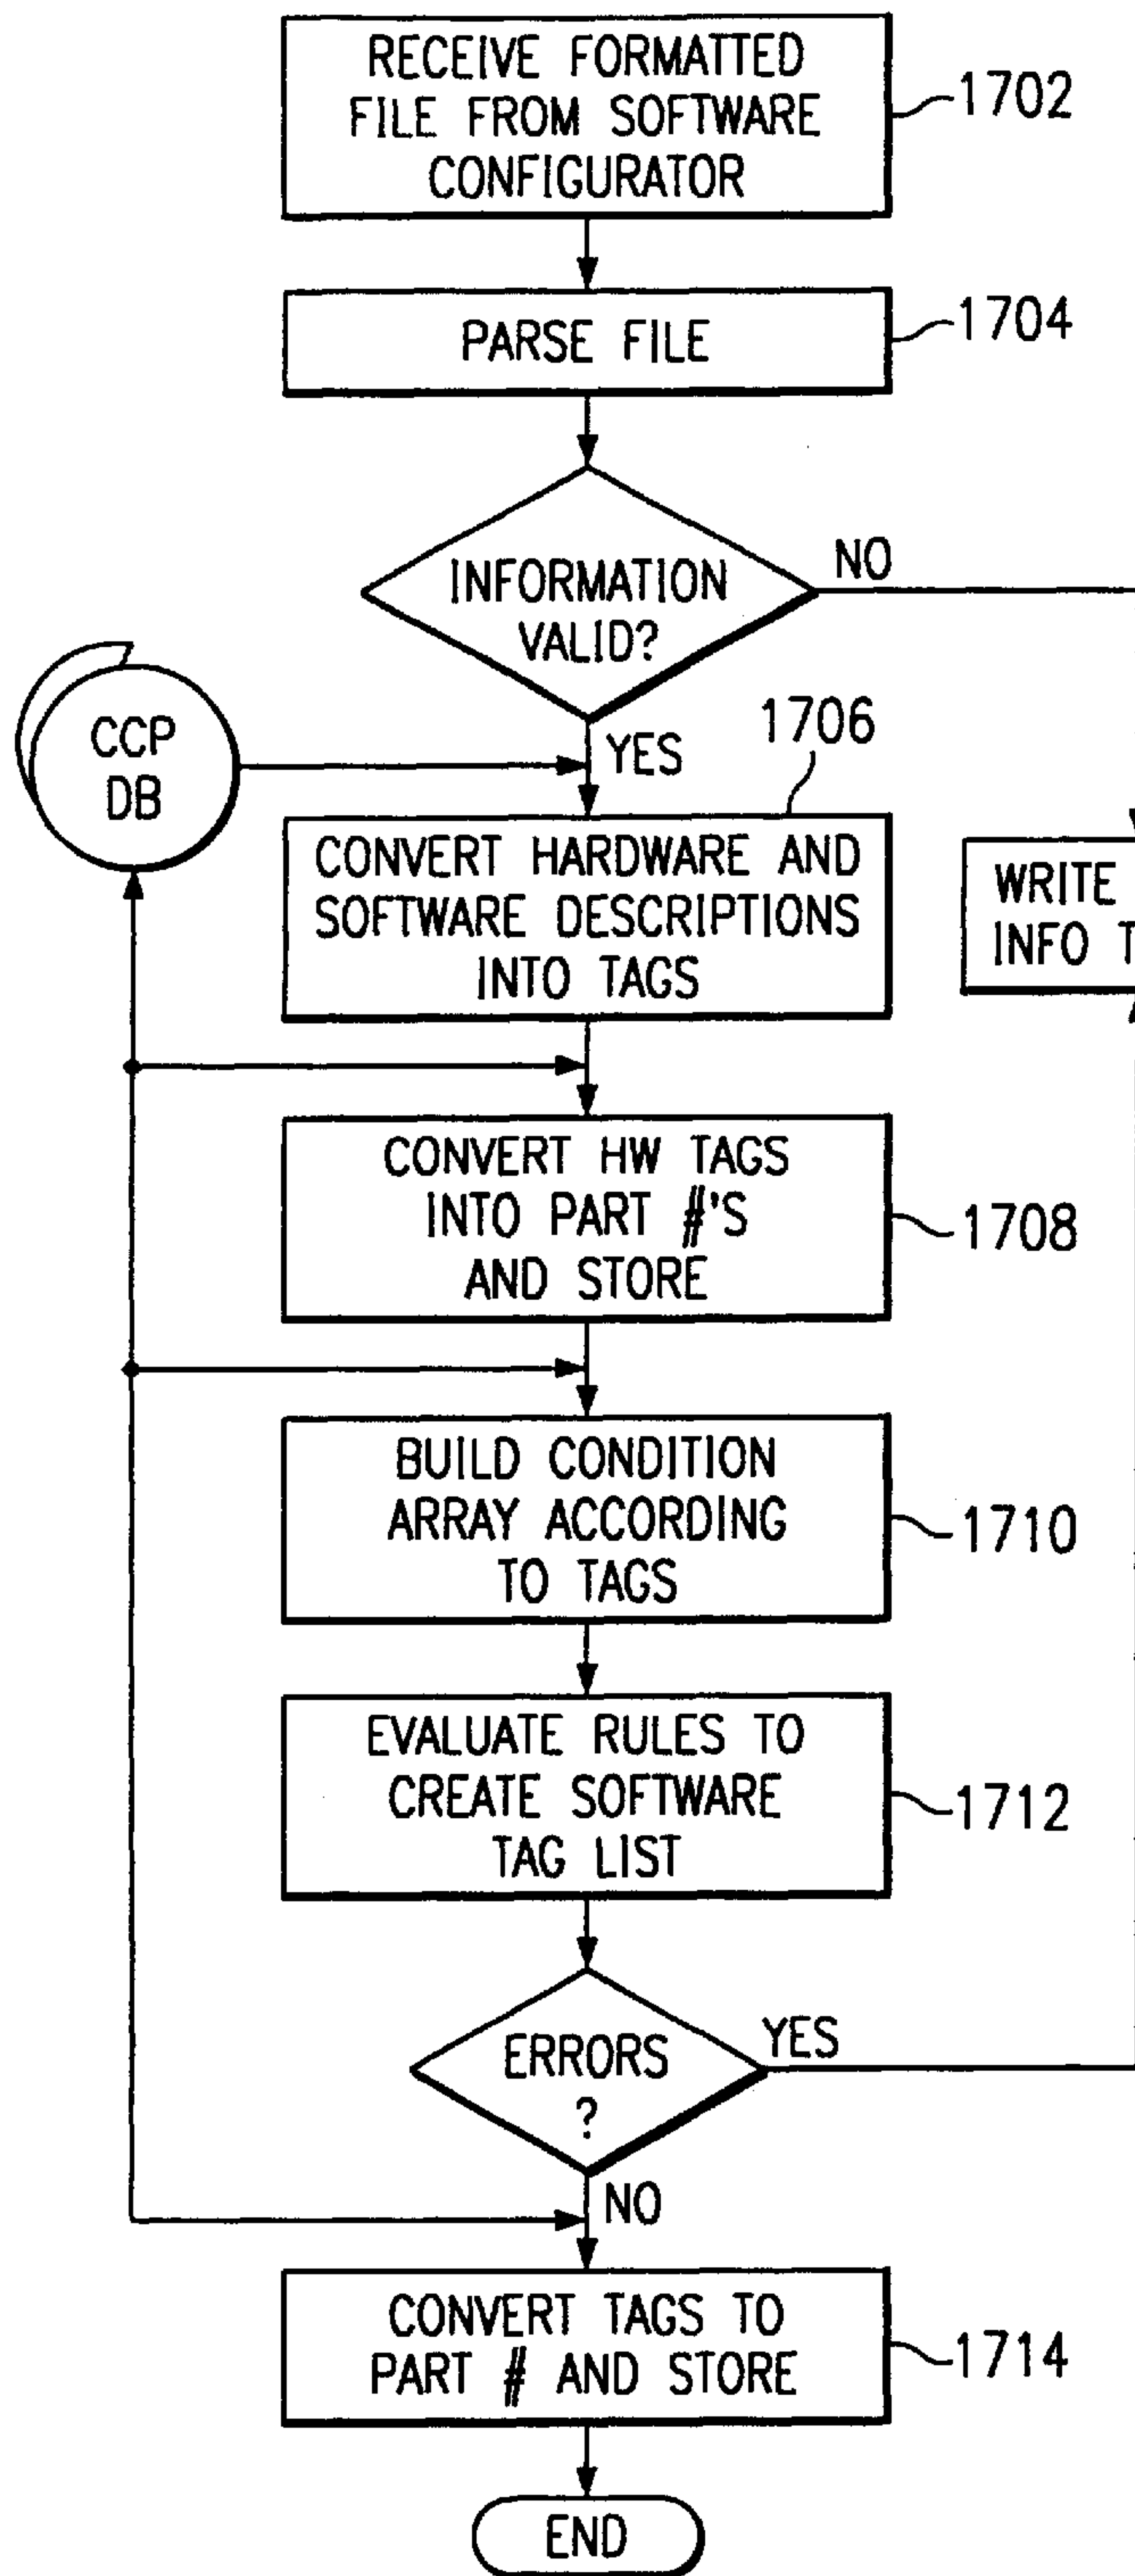 RECEIVE FORMATTED
FILE FROM SOFTWARE
CONFIGURATOR
1702
PARSE FILE
1704
INFORMATION
VALID?
NO
YES
CCP
DB
1706
CONVERT HARDWARE AND
SOFTWARE DESCRIPTIONS
INTO TAGS
WRITE
INFO T
CONVERT HW TAGS
INTO PART #'S
AND STORE
1708
BUILD CONDITION
ARRAY ACCORDING
TO TAGS
1710
EVALUATE RULES TO
CREATE SOFTWARE
TAG LIST
1712
ERRORS
?
YES
NO
CONVERT TAGS TO
PART # AND STORE
1714
END